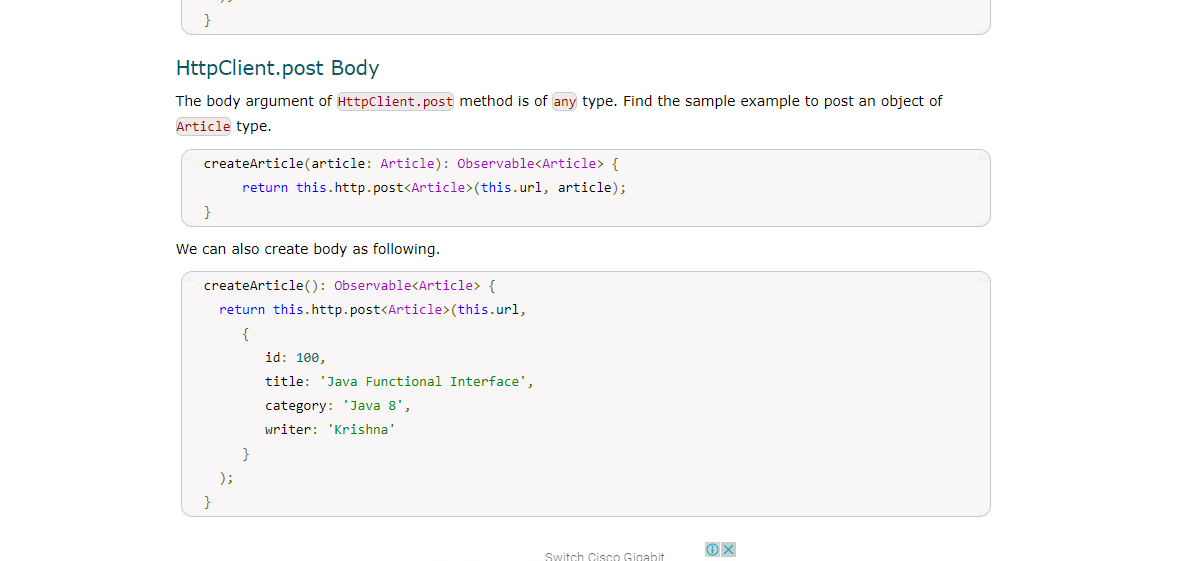 }
HttpClient.post Body
The body argument of HttpClient.post method is of any type. Find the sample example to post an object of
Article type.
createArticle(article: Article): Observable<Article> {
return this.http.post<Article>(this.url, article);
}
We can also create body as following.
createArticle(): Observable<Article> {
return this.http.post<Article>(this.url,
{
id: 100,
title: 'Java Functional Interface',
category: 'Java 8',
writer: 'Krishna'
}
);
}
Switch Cisco Gigabit